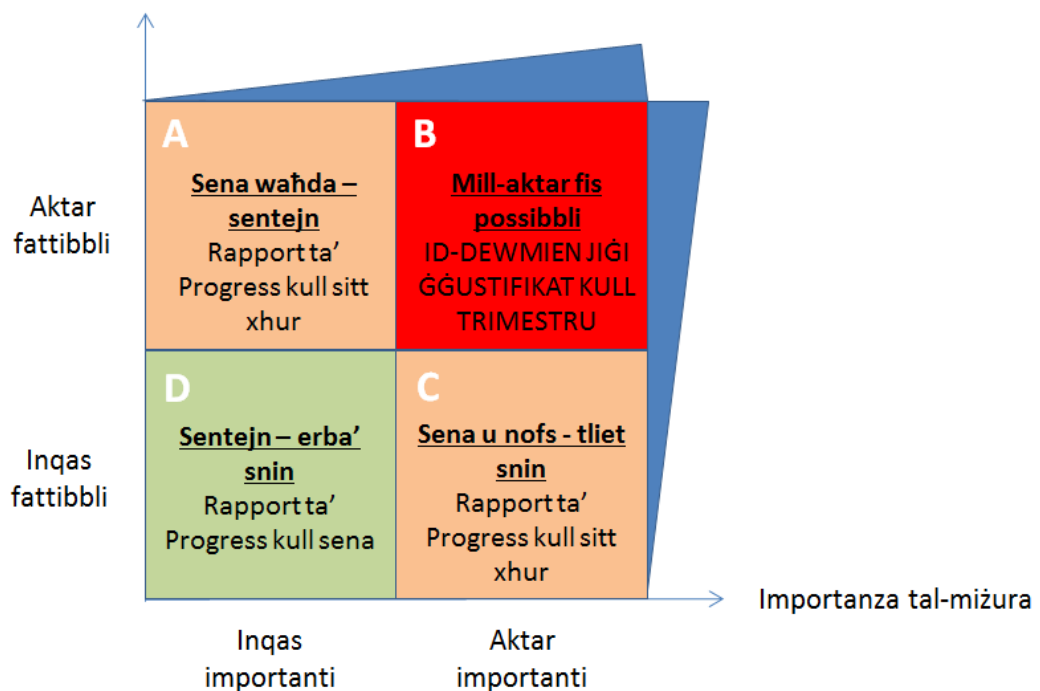 A
Sena waħda –
sentejn
Rapport ta’
Progress kull sitt
xhur
B
Mill-aktar fis
possibbli
ID-DEWMIEN JIĠI
ĠĠUSTIFIKAT KULL
TRIMESTRU
Aktar
fattibbli
D
Sentejn – erba’
snin
Rapport ta’
Progress kull sena
C
Sena u nofs - tliet
snin
Rapport ta’
Progress kull sitt
xhur
Inqas
fattibbli
Importanza tal-miżura
Inqas
importanti
Aktar
importanti